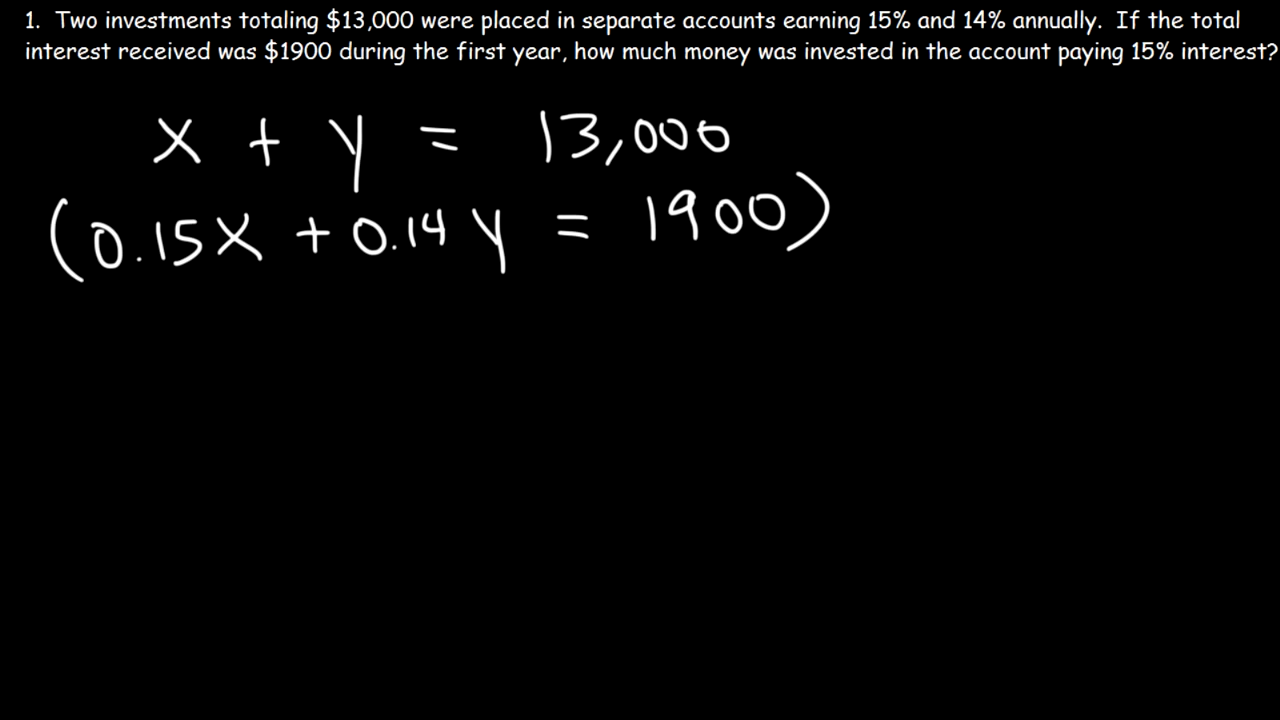 1. Two investments totaling $13,000 were placed in separate accounts earning 15% and 14% annually. If the total
interest received was $1900 during the first year, how much money was invested in the account paying 15% interest?
x + y = 13,000
(0.15x + 0.14y = 1900)